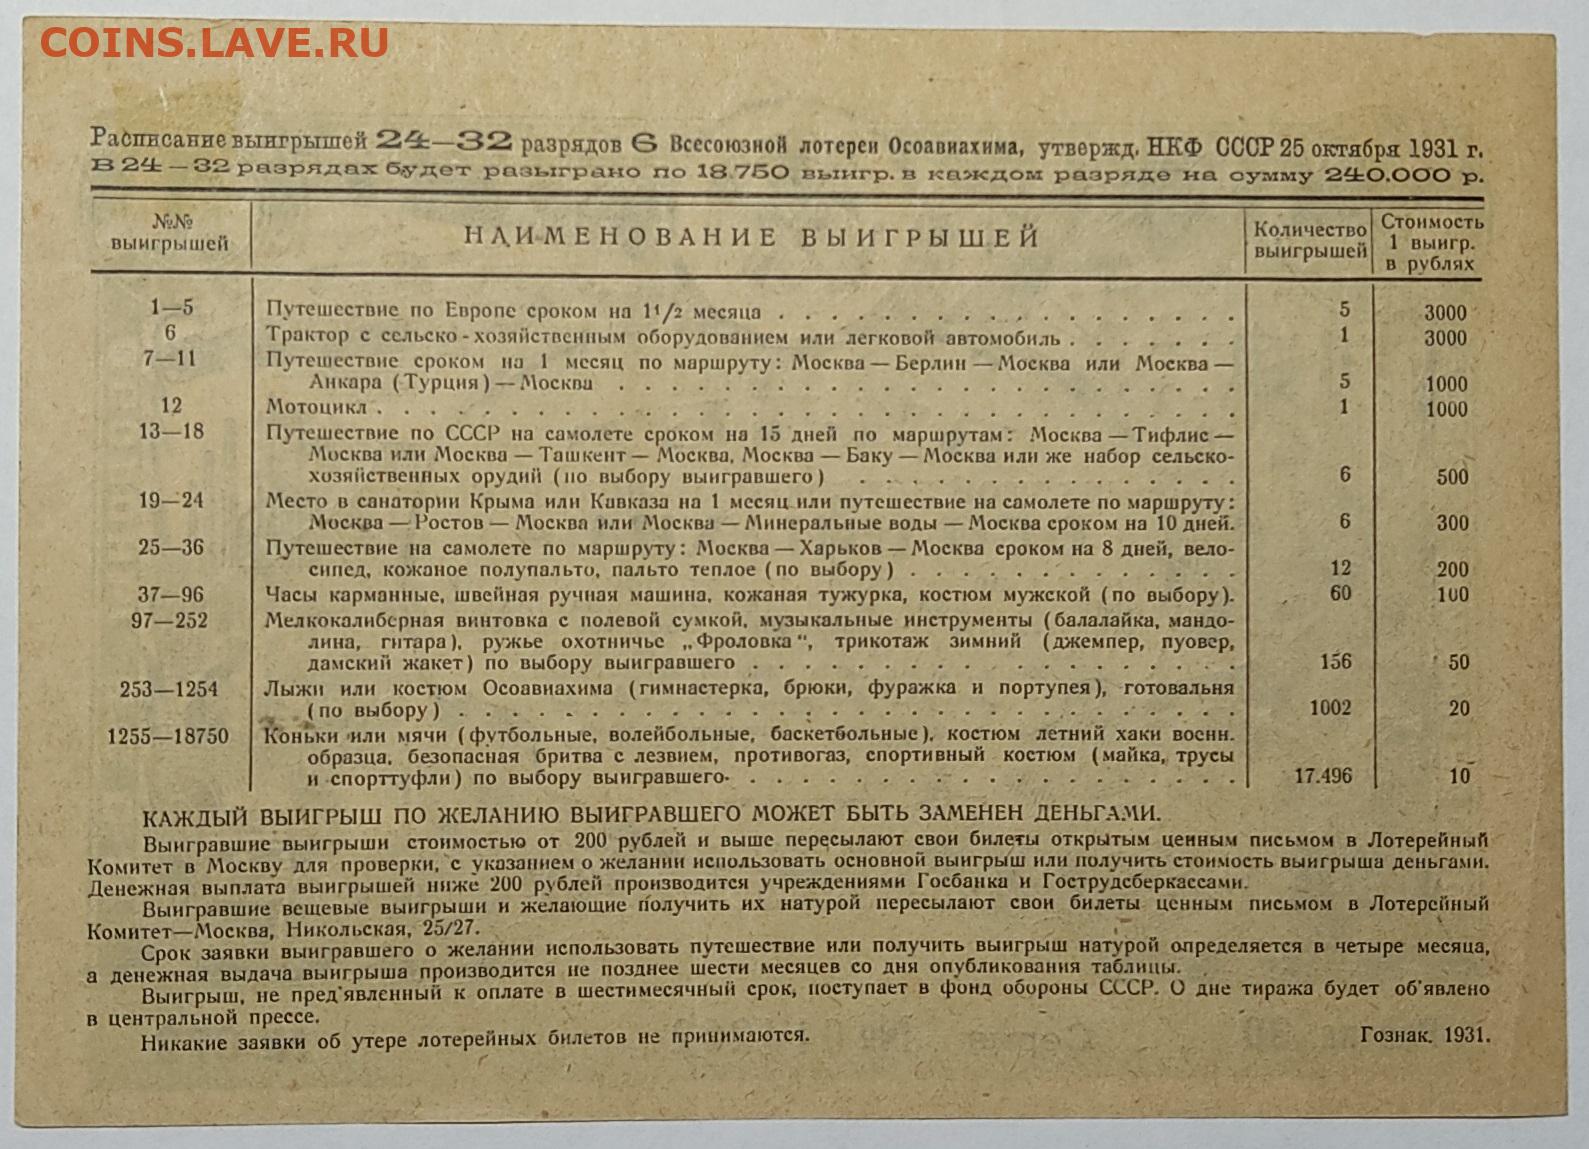 COINS.LAVE.RU
Расписание выигрышей 24—32 разрядов 6 Всесоюзной лотереи Осоавиахима, утвержд. НКФ СССР 25 октября 1931 г.
В 24—32 разрядах будет разыграно по 18.750 выигр. в каждом разряде на сумму 240.000 р.
№№ выигрышей НАИМЕНОВАНИЕ ВЫИГРЫШЕЙ Количество выигрышей Стоимость 1 выигр. в рублях
1—5 Путешествие по Европе сроком на 1 1/2 месяца 5 3000
6 Трактор с сельско-хозяйственным оборудованием или легковой автомобиль 1 3000
7—11 Путешествие сроком на 1 месяц по маршруту: Москва — Берлин — Москва или Москва —
Анкара (Турция) — Москва 5 1000
12 Мотоцикл 1 1000
13—18 Путешествие по СССР на самолете сроком на 15 дней по маршрутам: Москва — Тифлис —
Москва или Москва — Ташкент — Москва, Москва — Баку — Москва или же набор сельско-
хозяйственных орудий (по выбору выигравшего) 6 500
19—24 Место в санатории Крыма или Кавказа на 1 месяц или путешествие на самолете по маршруту:
Москва — Ростов — Москва или Москва — Минеральные воды — Москва сроком на 10 дней. 6 300
25—36 Путешествие на самолете по маршруту: Москва — Харьков — Москва сроком на 8 дней, вело-
сипед, кожаное полупальто, пальто теплое (по выбору) 12 200
37—96 Часы карманные, швейная ручная машина, кожаная тужурка, костюм мужской (по выбору). 60 100
97—252 Мелкокалиберная винтовка с полевой сумкой, музыкальные инструменты (балалайка, мандо-
лина, гитара), ружье охотничье „Фроловка“, трикотаж зимний (джемпер, пуовер,
дамский жакет) по выбору выигравшего 156 50
253—1254 Лыжи или костюм Осоавиахима (гимнастерка, брюки, фуражка и портупея), готовальня
(по выбору) 1002 20
1255—18750 Коньки или мячи (футбольные, волейбольные, баскетбольные), костюм летний хаки воени.
образца, безопасная бритва с лезвием, противогаз, спортивный костюм (майка, трусы
и спорттуфли) по выбору выигравшего 17.496 10
КАЖДЫЙ ВЫИГРЫШ ПО ЖЕЛАНИЮ ВЫИГРАВШЕГО МОЖЕТ БЫТЬ ЗАМЕНЕН ДЕНЬГАМИ.
Выигравшие выигрыши стоимостью от 200 рублей и выше пересылают свои билеты открытым ценным письмом в Лотерейный
Комитет в Москву для проверки, с указанием о желании использовать основной выигрыш или получить стоимость выигрыша деньгами.
Денежная выплата выигрышей ниже 200 рублей производится учреждениями Госбанка и Гострудсберкассами.
Выигравшие вещевые выигрыши и желающие получить их натурой пересылают свои билеты ценным письмом в Лотерейный
Комитет—Москва, Никольская, 25/27.
Срок заявки выигравшего о желании использовать путешествие или получить выигрыш натурой определяется в четыре месяца,
а денежная выдача выигрыша производится не позднее шести месяцев со дня опубликования таблицы.
Выигрыш, не пред'явленный к оплате в шестимесячный срок, поступает в фонд обороны СССР. О дне тиража будет об'явлено
в центральной прессе.
Никакие заявки об утере лотерейных билетов не принимаются. Гознак. 1931.